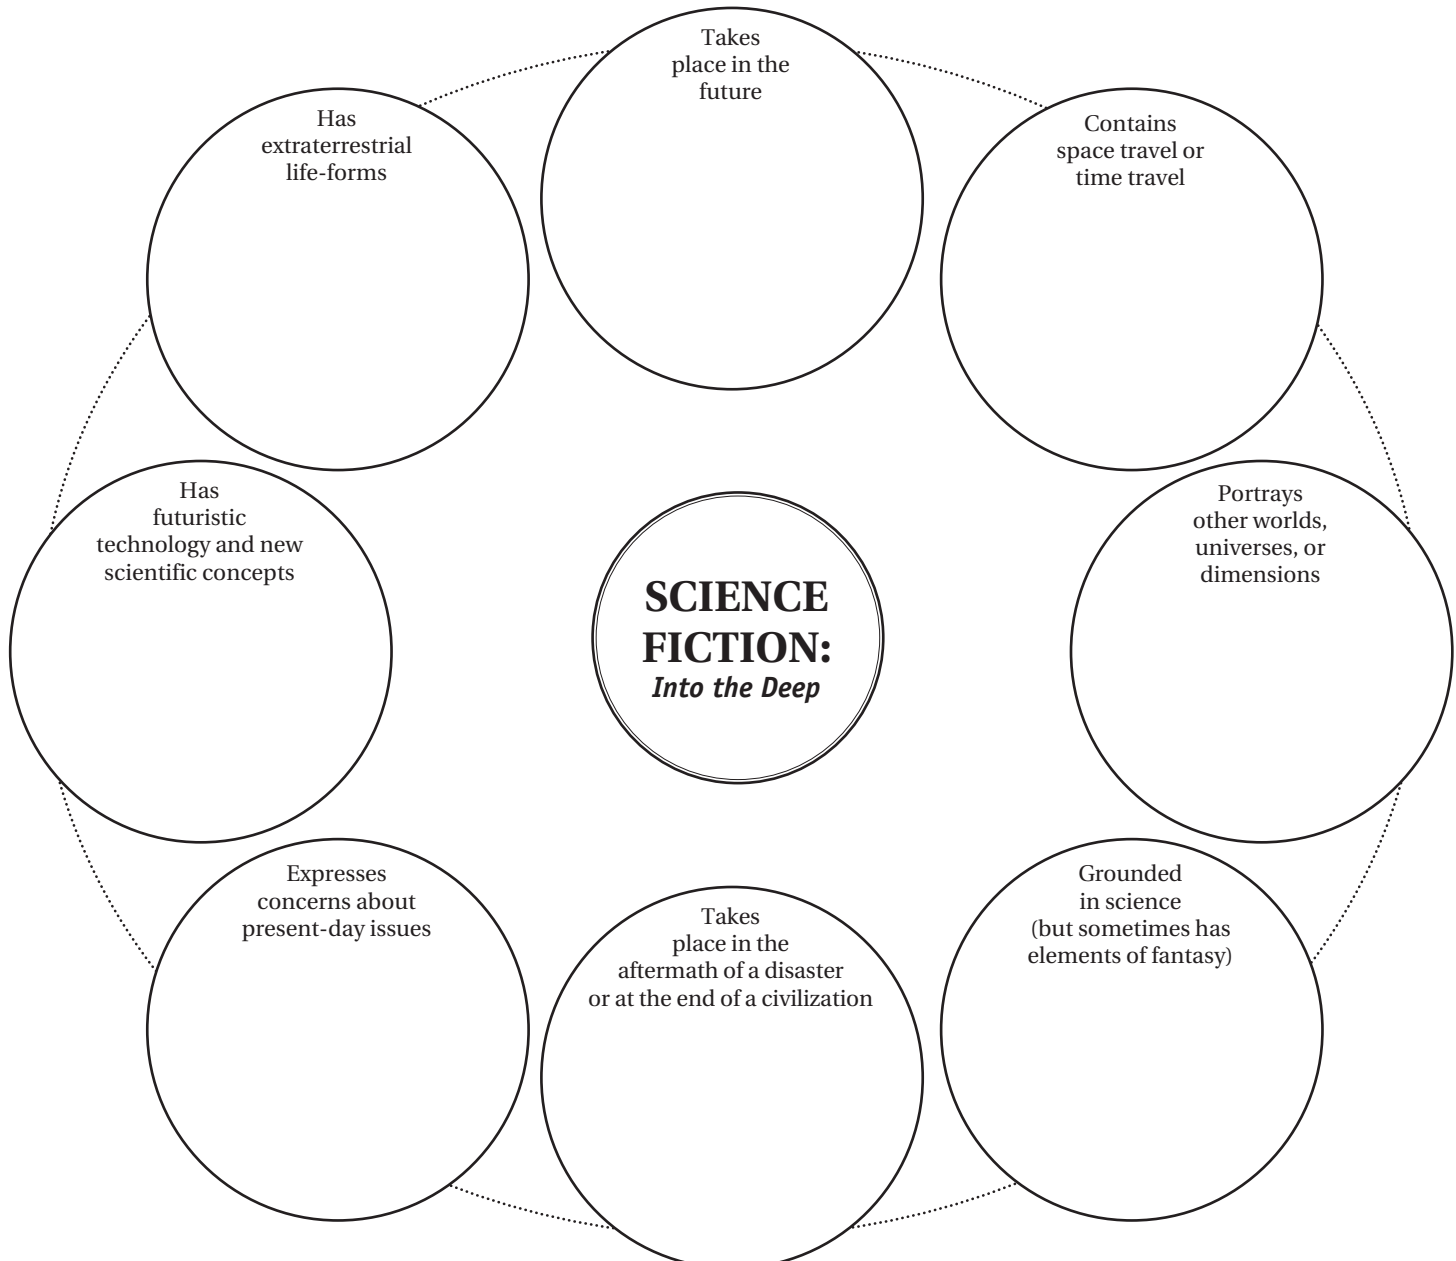 Takes
place in the
future
Contains
space travel or
time travel
Portrays
other worlds,
universes, or
dimensions
Grounded
in science
(but sometimes has
elements of fantasy)
Takes
place in the
aftermath of a disaster
or at the end of a civilization
Expresses
concerns about
present-day issues
Has
futuristic
technology and new
scientific concepts
Has
extraterrestrial
life-forms
SCIENCE
FICTION:
Into the Deep